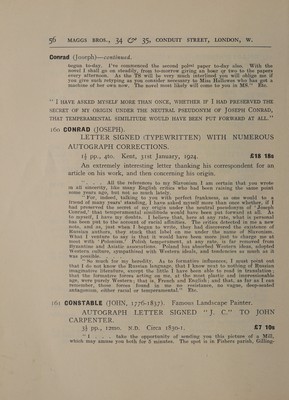 56 MAGGS BROS., 34 & 35, CONDUIT STREET, LONDON, W.
Conrad (Joseph)—continued.
begun to-day. I've commenced the second part to-day also. With the
novel I shall go on steadily from to-morrow giving an hour or two to the papers
every afternoon. As the TS will be very much interlined you will oblige me if
you give such retyping as you consider necessary to Miss Hallowes who has got a
machine of her own now. The novel most likely will come to you in MS." Etc.
"I HAVE ASKED MYSELF MORE THAN ONCE, WHETHER IF I HAD PRESERVED THE
SECRET OF MY ORIGIN UNDER THE NEUTRAL PSEUDONYM OF JOSEPH CONRAD,
THAT TEMPERAMENTAL SIMILITUDE WOULD HAVE BEEN PUT FORWARD AT ALL."
160 CONRAD (JOSEPH).
LETTER SIGNED (TYPEWRITTEN) WITH NUMEROUS
AUTOGRAPH CORRECTIONS.
1½ pp., 4to. Kent, 31st January, 1924. £18 18s
An extremely interesting letter thanking his correspondent for an
article on his work, and then concerning his origin.
". . . All the references to my Slavonism I am certain that you wrote
in all sincerity, like many English critics who had been raising the same point
some years ago, but not so much lately.
"For, indeed, talking to you with perfect frankness, as one would to a
friend of many years' standing, I have asked myself more than once whether if I
had preserved the secret of my origin under the neutral pseudonym of 'Joseph
Conrad,' that temperamental similitude would have been put forward at all. As
to myself, I have my doubts. I believe that, here at any rate, what is personal
has been put to the account of racial affinities. The critics detected in me a new
note, and as, just when I began to write, they had discovered the existence of
Russian authors, they stuck that label on me under the name of Slavonism.
What I venture to say is that it would have been more just to charge me at
most with 'Polonism.' Polish temperament, at any rate, is far removed from
Byzantine and Asiatic associations. Poland has absorbed Western ideas, adopted
Western culture, sympathised with Western ideals, and tendencies as much as it
was possible. . . .
"So much for my heredity. As to formative influences, I must point out
that I do not know the Russian language; that I know next to nothing of Russian
imaginative literature, except the little I have been able to read in translation;
that the formative forces acting on me, at the most plastic and impressionable
age, were purely Western; that is, French and English; and that, as far as I can
remember, those forces found in me no resistance, no vague, deep-seated
antagonism, either racial or temperamental." Etc.
161 CONSTABLE (JOHN, 1776-1837). Famous Landscape Painter.
AUTOGRAPH LETTER SIGNED "J. C." TO JOHN
CARPENTER.
3½ pp., 12mo. N.D. Circa 1830-1. £7 10s
"I . . . take the opportunity of sending you this picture of a Mill,
which may amuse you both for 5 minutes. The spot is in Fishers parish, Gilling-